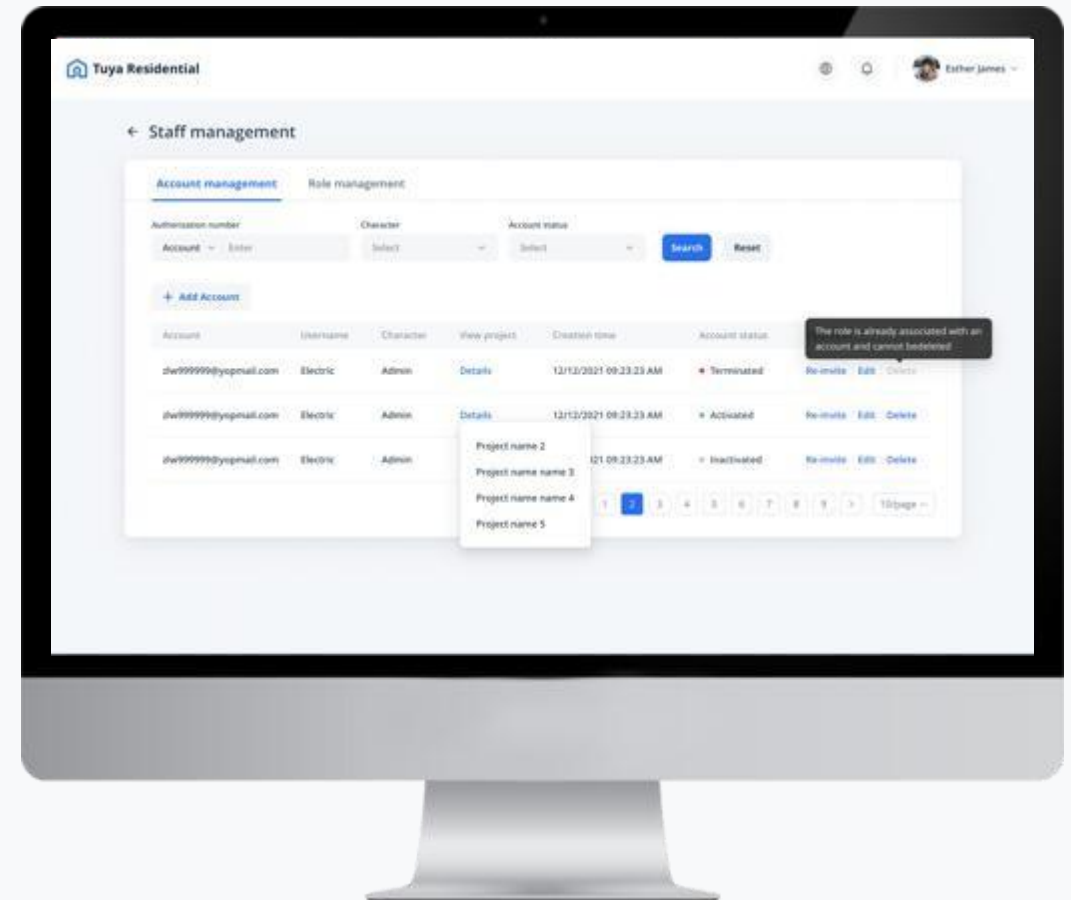 Tuya Residential
Esther James
Staff management
Account management Role management
Authorization number Character Account status
Account Enter Select Select Search Reset
+ Add Account
Account Username Character View project Creation time Account status
The role is already associated with an
account and cannot bedeleted
zlw999999@yopmail.com Electric Admin Details 12/12/2021 09:23:23 AM Terminated Re-invite Edit Delete
zlw999999@yopmail.com Electric Admin Details 12/12/2021 09:23:23 AM Activated Re-invite Edit Delete
zlw999999@yopmail.com Electric Admin 021 09:23:23 AM Inactivated Re-invite Edit Delete
Project name 2
Project name name 3
Project name name 4
Project name 5
1 2 3 4 5 6 7 8 9 > 10/page